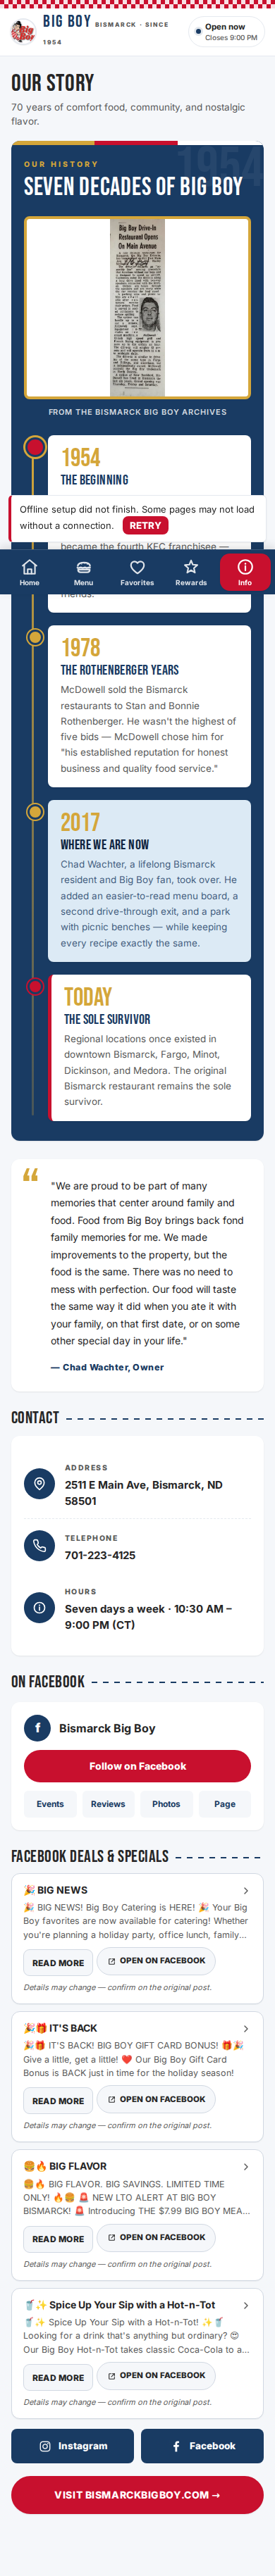 BIG BOY BISMARCK · SINCE 1954
Open now
Closes 9:00 PM
OUR STORY
70 years of comfort food, community, and nostalgic
flavor.
1954
OUR HISTORY
SEVEN DECADES OF BIG BOY
Big Boy Drive-In
Restaurant Opens
On Main Avenue
FROM THE BISMARCK BIG BOY ARCHIVES
1954
THE BEGINNING
Offline setup did not finish. Some pages may not load
without a connection. RETRY
became the fourth KFC franchisee —
Home
Menu
Favorites
Rewards
Info
friends.
1978
THE ROTHENBERGER YEARS
McDowell sold the Bismarck
restaurants to Stan and Bonnie
Rothenberger. He wasn't the highest of
five bids — McDowell chose him for
"his established reputation for honest
business and quality food service."
2017
WHERE WE ARE NOW
Chad Wachter, a lifelong Bismarck
resident and Big Boy fan, took over. He
added an easier-to-read menu board, a
second drive-through exit, and a park
with picnic benches — while keeping
every recipe exactly the same.
TODAY
THE SOLE SURVIVOR
Regional locations once existed in
downtown Bismarck, Fargo, Minot,
Dickinson, and Medora. The original
Bismarck restaurant remains the sole
survivor.
"We are proud to be part of many
memories that center around family and
food. Food from Big Boy brings back fond
family memories for me. We made
improvements to the property, but the
food is the same. There was no need to
mess with perfection. Our food will taste
the same way it did when you ate it with
your family, on that first date, or on some
other special day in your life."
— Chad Wachter, Owner
CONTACT
ADDRESS
2511 E Main Ave, Bismarck, ND
58501
TELEPHONE
701-223-4125
HOURS
Seven days a week · 10:30 AM –
9:00 PM (CT)
ON FACEBOOK
f Bismarck Big Boy
Follow on Facebook
Events
Reviews
Photos
Page
FACEBOOK DEALS & SPECIALS
🎉 BIG NEWS
🎉 BIG NEWS! Big Boy Catering is HERE! 🎉 Your Big
Boy favorites are now available for catering! Whether
you're planning a holiday party, office lunch, family...
READ MORE
OPEN ON FACEBOOK
Details may change — confirm on the original post.
🎉🎁 IT'S BACK
🎉🎁 IT'S BACK! BIG BOY GIFT CARD BONUS! 🎁🎉
Give a little, get a little! ❤️ Our Big Boy Gift Card
Bonus is BACK just in time for the holiday season!
READ MORE
OPEN ON FACEBOOK
Details may change — confirm on the original post.
🍔🔥 BIG FLAVOR
🍔🔥 BIG FLAVOR. BIG SAVINGS. LIMITED TIME
ONLY! 🔥🍔 🚨 NEW LTO ALERT AT BIG BOY
BISMARCK! 🚨 Introducing THE $7.99 BIG BOY MEA...
READ MORE
OPEN ON FACEBOOK
Details may change — confirm on the original post.
🥤✨ Spice Up Your Sip with a Hot-n-Tot
🥤✨ Spice Up Your Sip with a Hot-n-Tot! ✨🥤
Looking for a drink that's anything but ordinary? 😍
Our Big Boy Hot-n-Tot takes classic Coca-Cola to a...
READ MORE
OPEN ON FACEBOOK
Details may change — confirm on the original post.
Instagram
Facebook
VISIT BISMARCKBIGBOY.COM →